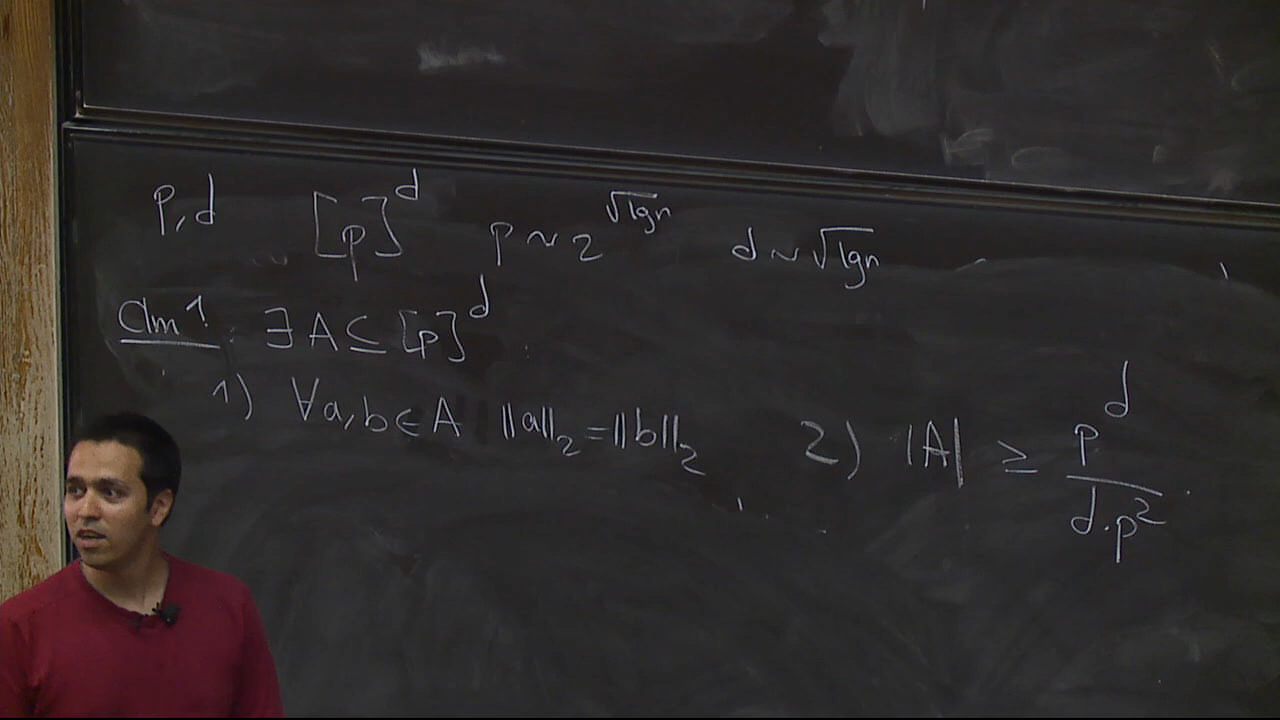 p,d [p]^d p ~ 2^{√lgn} d ~ √lgn
Clm 1: ∃ A ⊆ [p]^d
1) ∀a,b ∈ A ||a||_2 = ||b||_2 2) |A| ≥ p^d / d·p^2